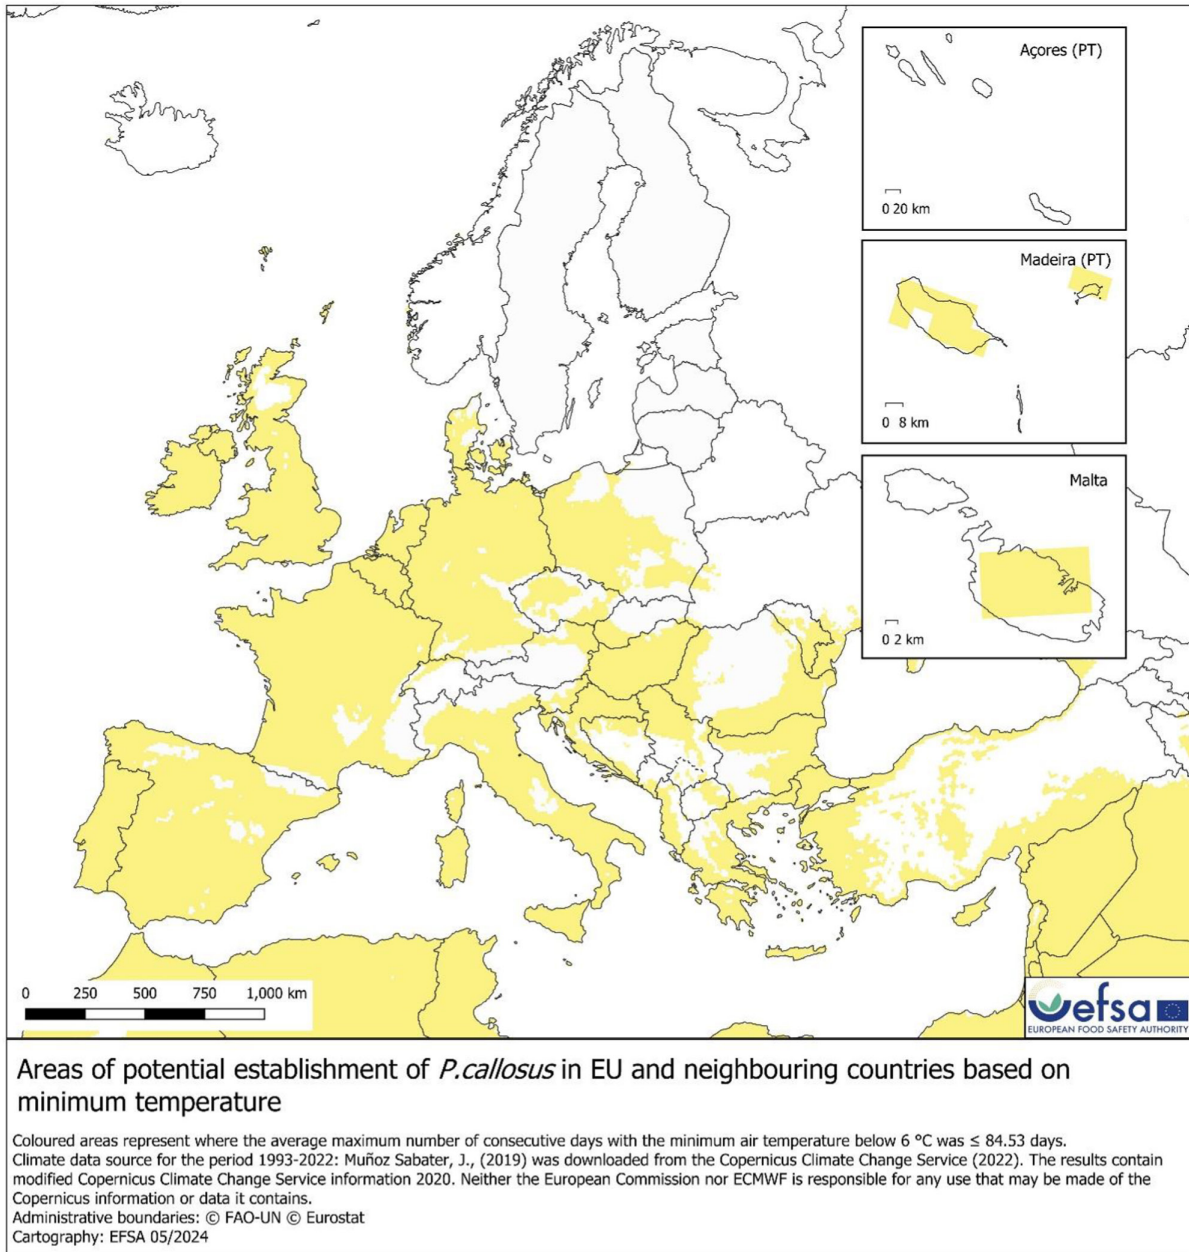 Açores (PT)
0 20 km
Madeira (PT)
0 8 km
Malta
0 2 km
0 250 500 750 1,000 km
efsa
EUROPEAN FOOD SAFETY AUTHORITY
Areas of potential establishment of P.callosus in EU and neighbouring countries based on
minimum temperature
Coloured areas represent where the average maximum number of consecutive days with the minimum air temperature below 6 °C was ≤ 84.53 days.
Climate data source for the period 1993-2022: Muñoz Sabater, J., (2019) was downloaded from the Copernicus Climate Change Service (2022). The results contain
modified Copernicus Climate Change Service information 2020. Neither the European Commission nor ECMWF is responsible for any use that may be made of the
Copernicus information or data it contains.
Administrative boundaries: © FAO-UN © Eurostat
Cartography: EFSA 05/2024